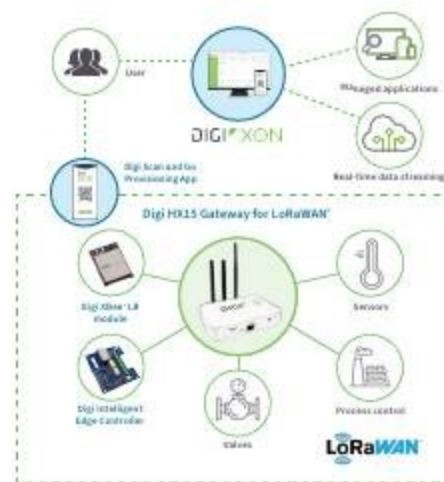 User
DIGI XON
Managed applications
Real-time data streaming
Digi Scan and Go
Provisioning App
Digi HX15 Gateway for LoRaWAN®
Digi XBee® LR
module
Sensors
Digi Intelligent
Edge Controller
Valves
Process control
LoRaWAN